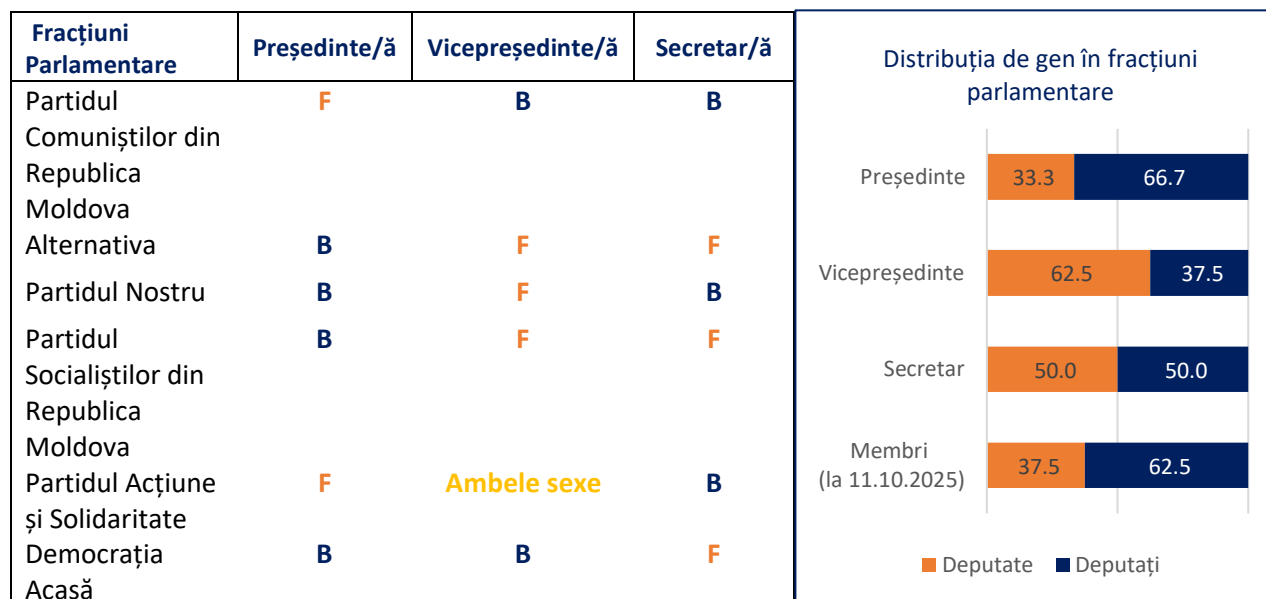 Fracțiuni
Parlamentare
Președinte/ă
Vicepreședinte/ă
Secretar/ă
Partidul
Comuniștilor din
Republica
Moldova
F
B
B
Alternativa
B
F
F
Partidul Nostru
B
F
B
Partidul
Socialiștilor din
Republica
Moldova
B
F
F
Partidul Acțiune
și Solidaritate
F
Ambele sexe
B
Democrația
Acasă
B
B
F
Distribuția de gen în fracțiuni
parlamentare
Președinte
33.3
66.7
Vicepreședinte
62.5
37.5
Secretar
50.0
50.0
Membri
(la 11.10.2025)
37.5
62.5
Deputate
Deputați